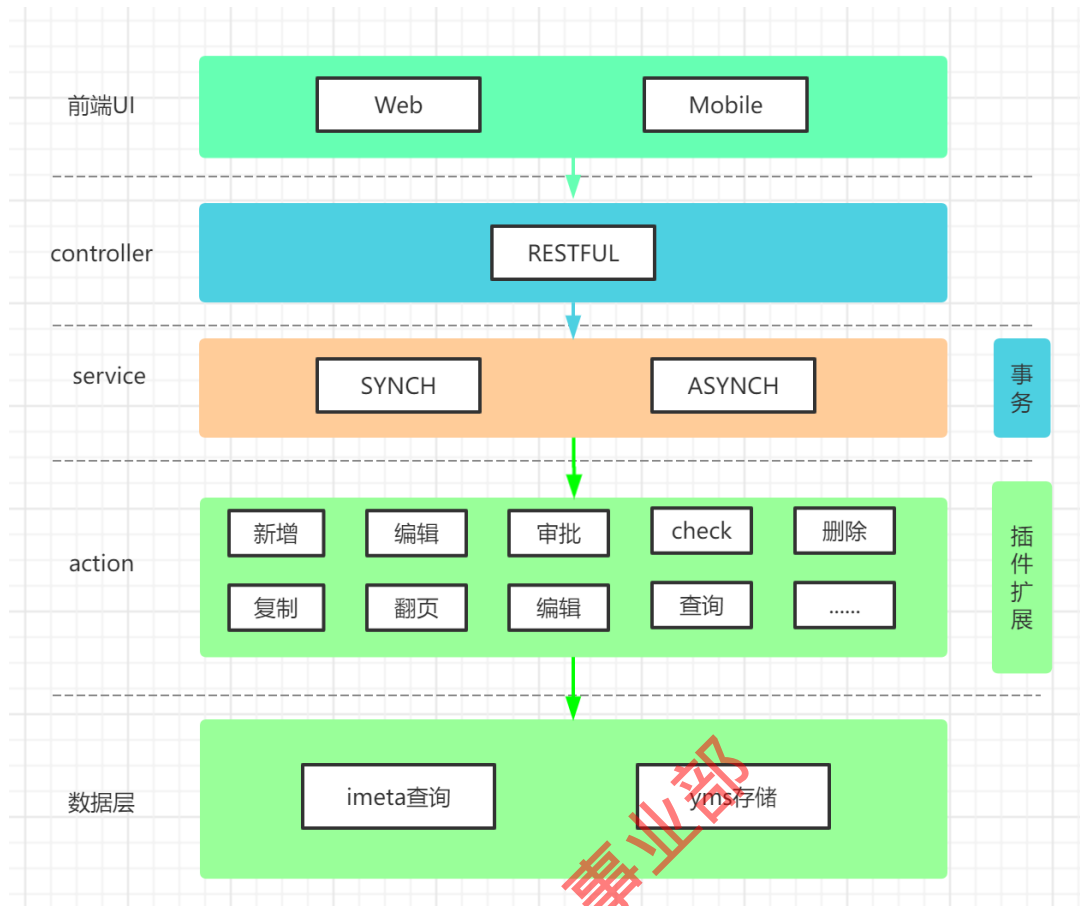 前端UI
Web
Mobile
controller
RESTFUL
service
SYNCH
ASYNCH
事务
action
新增
编辑
审批
check
删除
复制
翻页
编辑
查询
......
插件扩展
数据层
imeta查询
yms存储
事业部